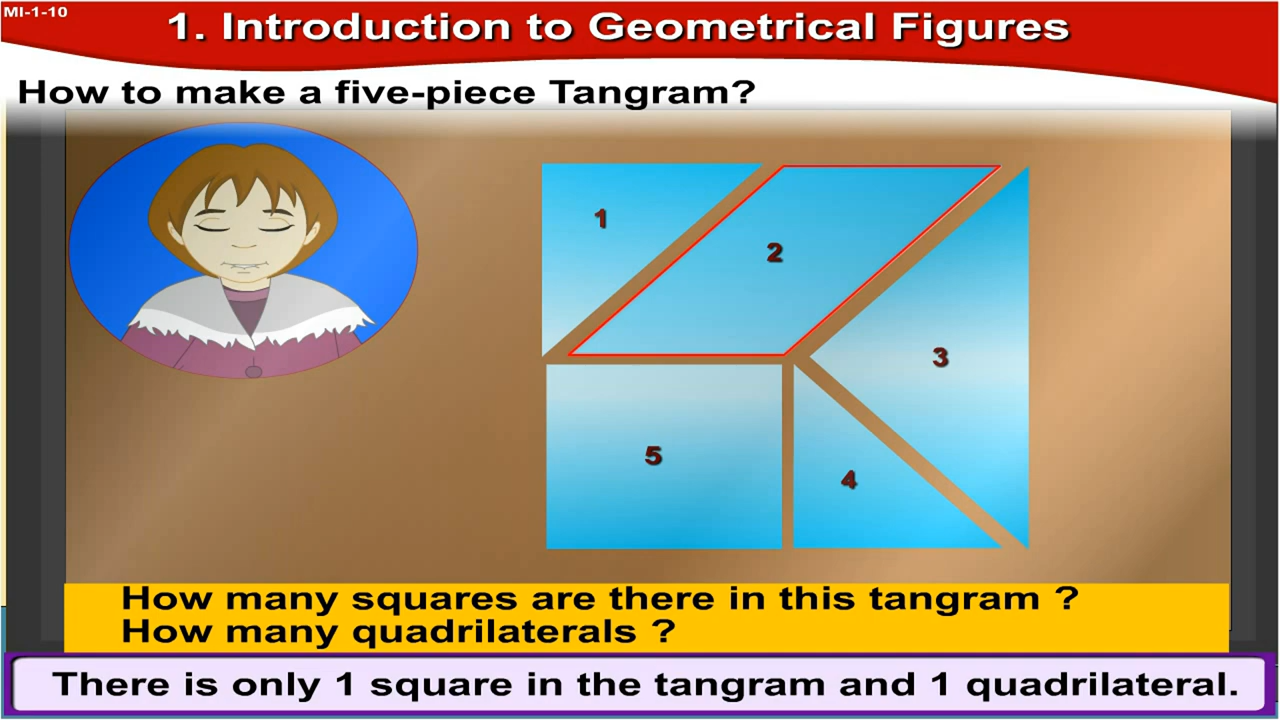 MI-1-10
1. Introduction to Geometrical Figures
How to make a five-piece Tangram?
1
2
3
5
4
How many squares are there in this tangram ?
How many quadrilaterals ?
There is only 1 square in the tangram and 1 quadrilateral.